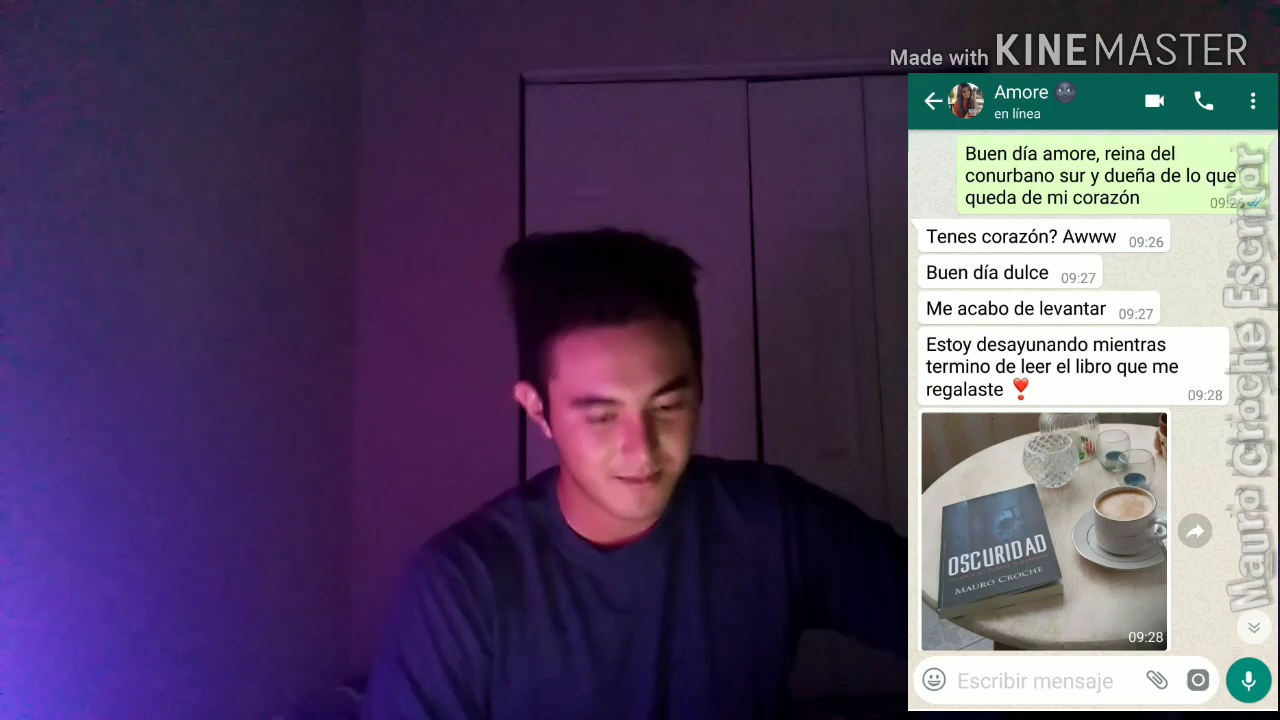 Made with KINEMASTER
Amore
en línea
Buen día amore, reina del
conurbano sur y dueña de lo que
queda de mi corazón
09:26
Tenes corazón? Awww 09:26
Buen día dulce 09:27
Me acabo de levantar 09:27
Estoy desayunando mientras
termino de leer el libro que me
regalaste
09:28
OSCURIDAD
MAURO CROCHE
09:28
Escribir mensaje
Mauro Croche Escritor